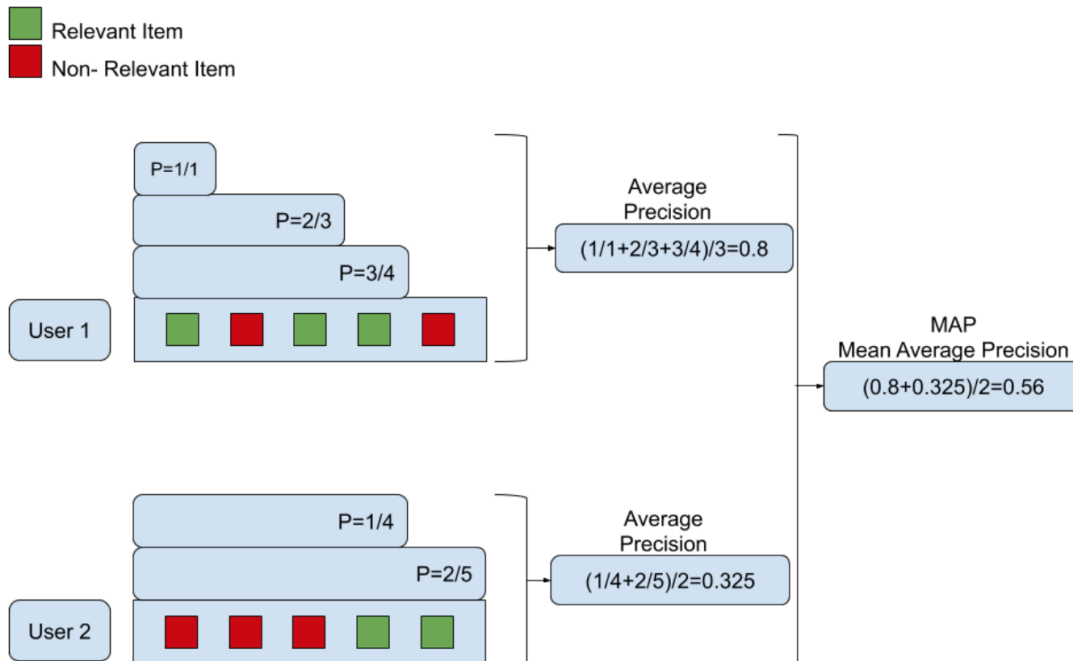 Relevant Item
Non- Relevant Item
P=1/1
P=2/3
P=3/4
User 1
Average
Precision
(1/1+2/3+3/4)/3=0.8
MAP
Mean Average Precision
(0.8+0.325)/2=0.56
P=1/4
P=2/5
User 2
Average
Precision
(1/4+2/5)/2=0.325